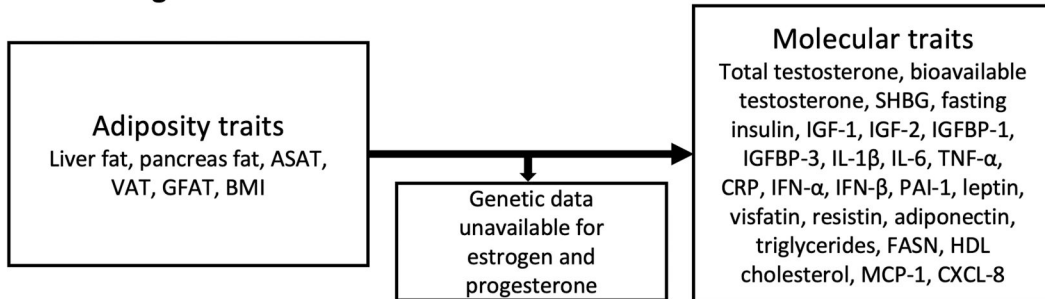 Adiposity traits
Liver fat, pancreas fat, ASAT,
VAT, GFAT, BMI
Genetic data
unavailable for
estrogen and
progesterone
Molecular traits
Total testosterone, bioavailable
testosterone, SHBG, fasting
insulin, IGF-1, IGF-2, IGFBP-1,
IGFBP-3, IL-1β, IL-6, TNF-α,
CRP, IFN-α, IFN-β, PAI-1, leptin,
visfatin, resistin, adiponectin,
triglycerides, FASN, HDL
cholesterol, MCP-1, CXCL-8